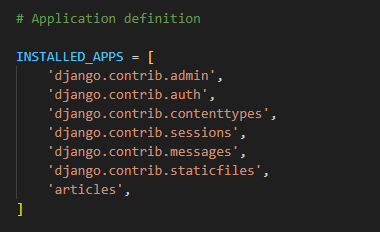 # Application definition
INSTALLED_APPS = [
    'django.contrib.admin',
    'django.contrib.auth',
    'django.contrib.contenttypes',
    'django.contrib.sessions',
    'django.contrib.messages',
    'django.contrib.staticfiles',
    'articles',
]